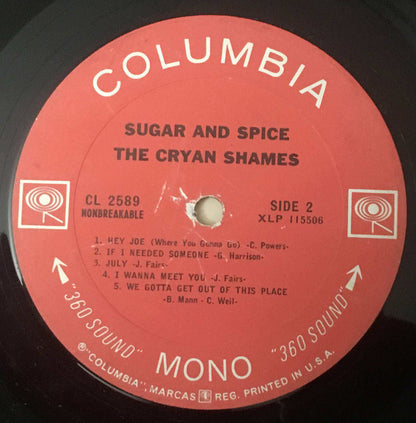 COLUMBIA
SUGAR AND SPICE
THE CRYAN SHAMES
CL 2589
NONBREAKABLE
SIDE 2
XLP 115506
1. HEY JOE (Where You Gonna Go) -C. Powers-
2. IF I NEEDED SOMEONE -G. Harrison-
3. JULY -J. Fairs-
4. I WANNA MEET YOU -J. Fairs-
5. WE GOTTA GET OUT OF THIS PLACE
-B. Mann - C. Weil-
"360 SOUND"
MONO
"360 SOUND"
®"COLUMBIA", MARCAS REG. PRINTED IN U.S.A.